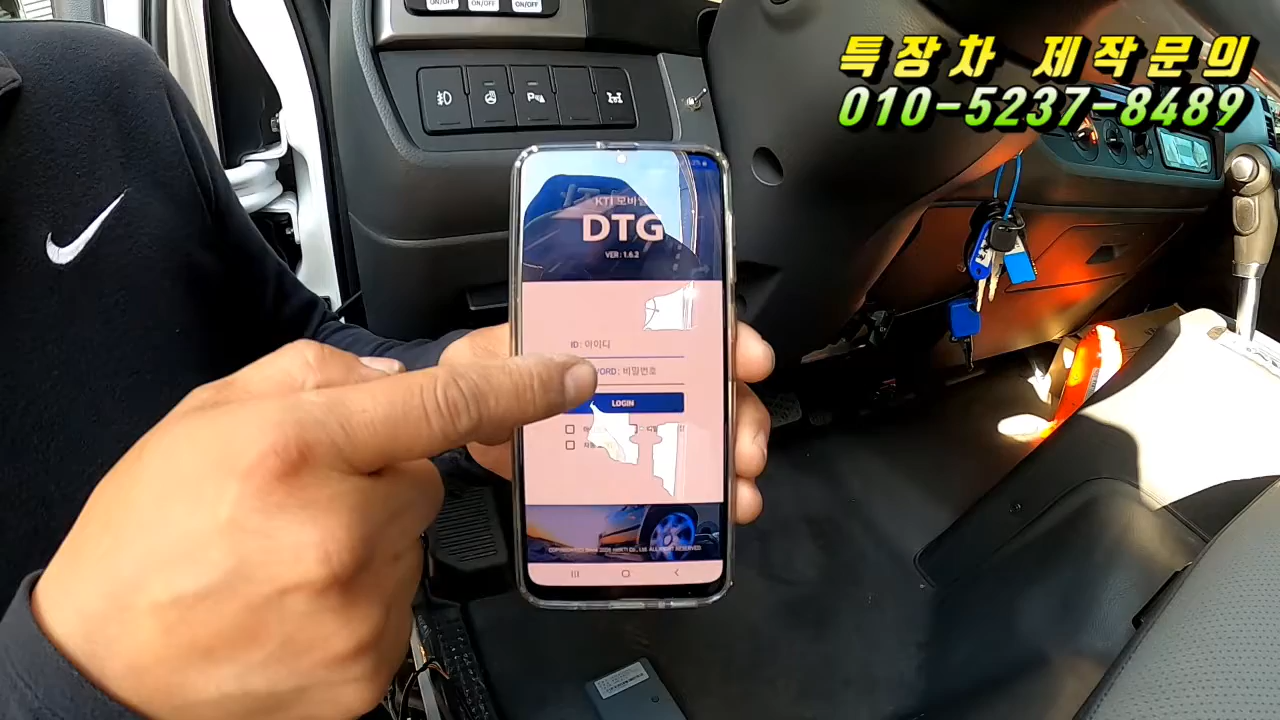 ON/OFF ON/OFF ON/OFF
특장차 제작문의
010-5237-8489
KTI 모바일
DTG
VER : 1.6.2
ID : 아이디
WORD : 비밀번호
LOGIN